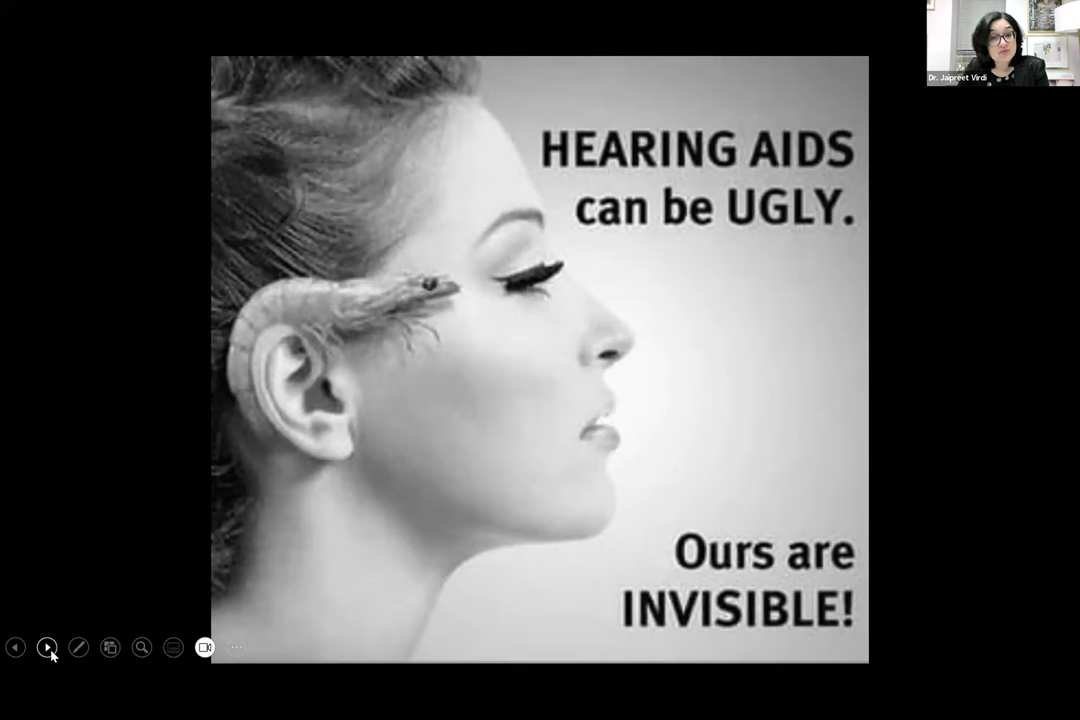 Dr. Jaipreet Virdi
HEARING AIDS
can be UGLY.
Ours are
INVISIBLE!